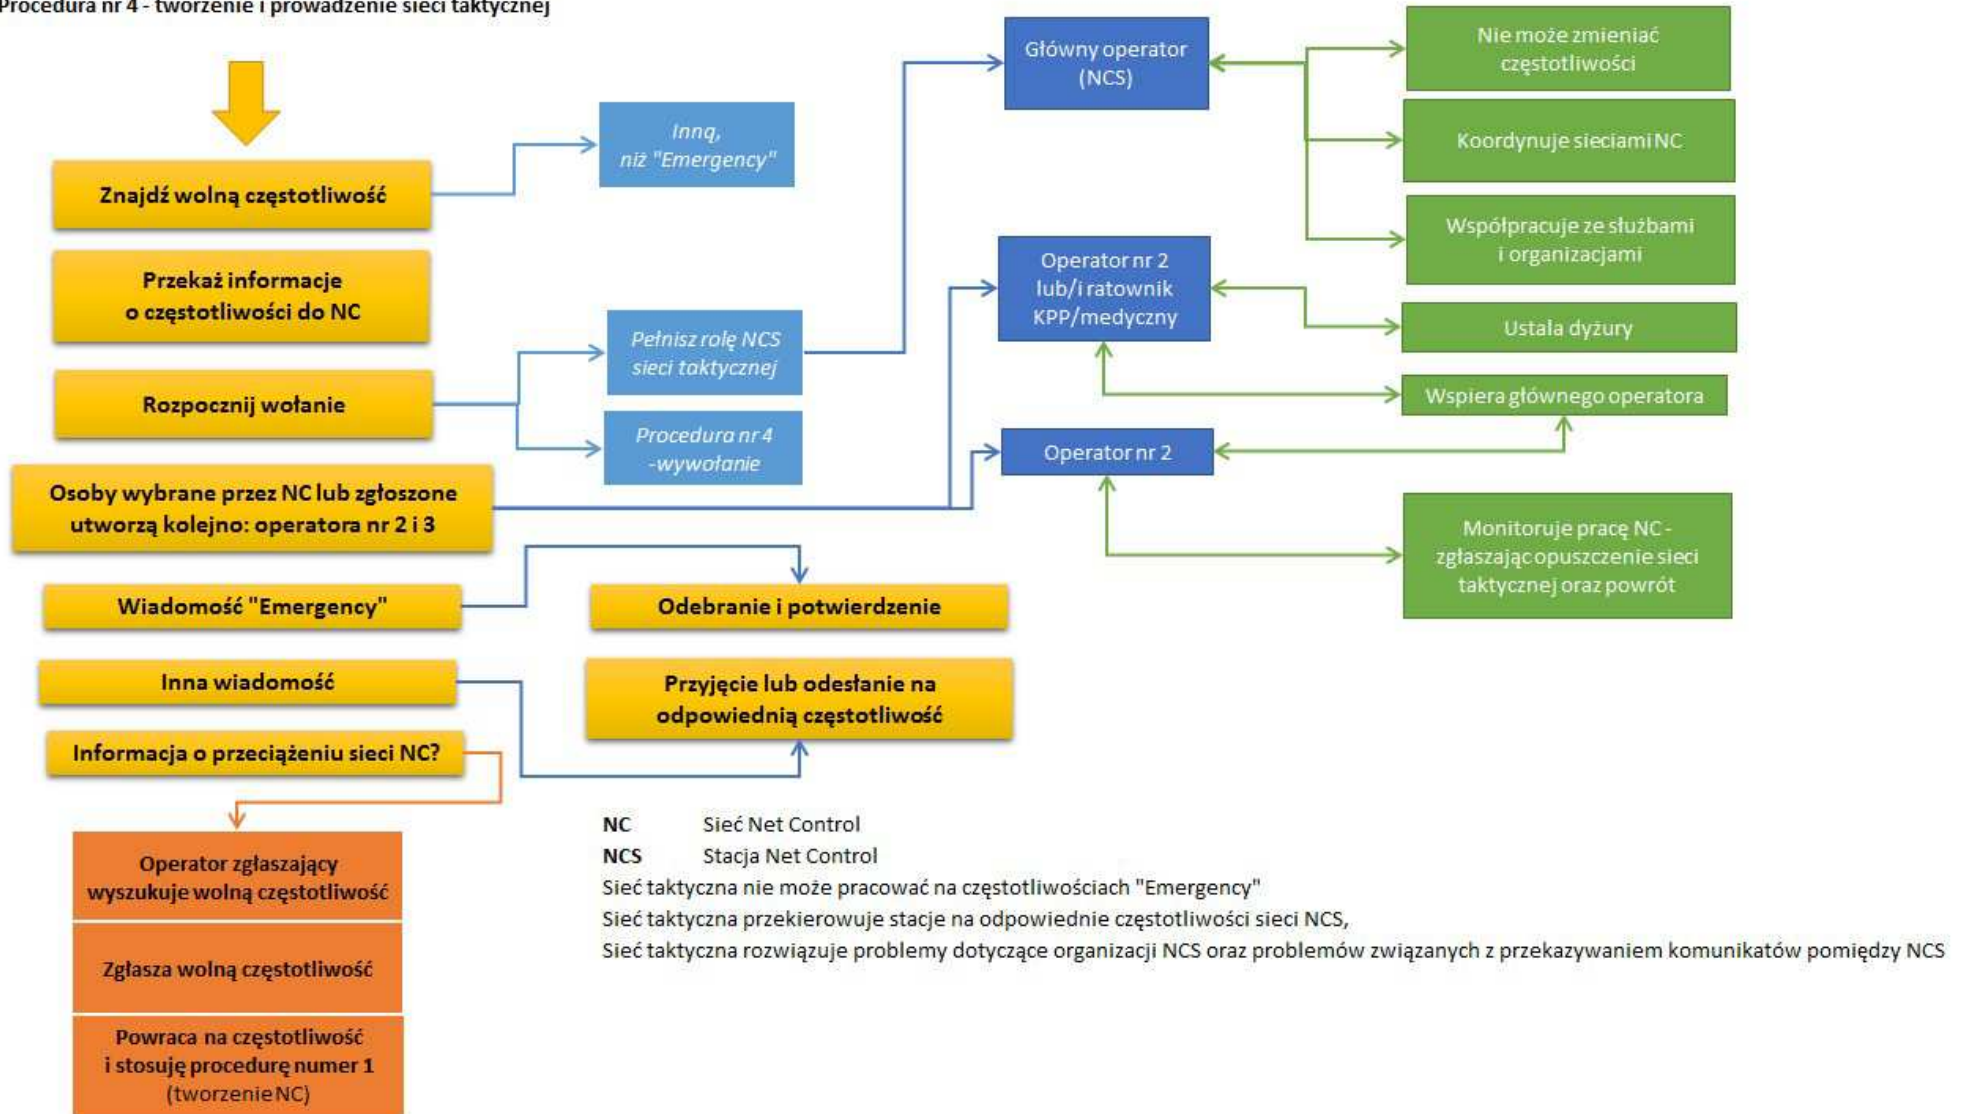 Procedura nr 4 - tworzenie i prowadzenie sieci taktycznej
Znajdź wolną częstotliwość
Inną,
niż "Emergency"
Przekaż informacje
o częstotliwości do NC
Rozpocznij wołanie
Pełnisz rolę NCS
sieci taktycznej
Procedura nr 4
-wywołanie
Osoby wybrane przez NC lub zgłoszone
utworzą kolejno: operatora nr 2 i 3
Główny operator
(NCS)
Nie może zmieniać
częstotliwości
Koordynuje sieciami NC
Współpracuje ze służbami
i organizacjami
Operator nr 2
lub/i ratownik
KPP/medyczny
Ustala dyżury
Wspiera głównego operatora
Operator nr 2
Monitoruje pracę NC -
zgłaszając opuszczenie sieci
taktycznej oraz powrót
Wiadomość "Emergency"
Odebranie i potwierdzenie
Inna wiadomość
Przyjęcie lub odesłanie na
odpowiednią częstotliwość
Informacja o przeciążeniu sieci NC?
Operator zgłaszający
wyszukuje wolną częstotliwość
Zgłasza wolną częstotliwość
Powraca na częstotliwość
i stosuję procedurę numer 1
(tworzenie NC)
NC Sieć Net Control
NCS Stacja Net Control
Sieć taktyczna nie może pracować na częstotliwościach "Emergency"
Sieć taktyczna przekierowuje stacje na odpowiednie częstotliwości sieci NCS,
Sieć taktyczna rozwiązuje problemy dotyczące organizacji NCS oraz problemów związanych z przekazywaniem komunikatów pomiędzy NCS